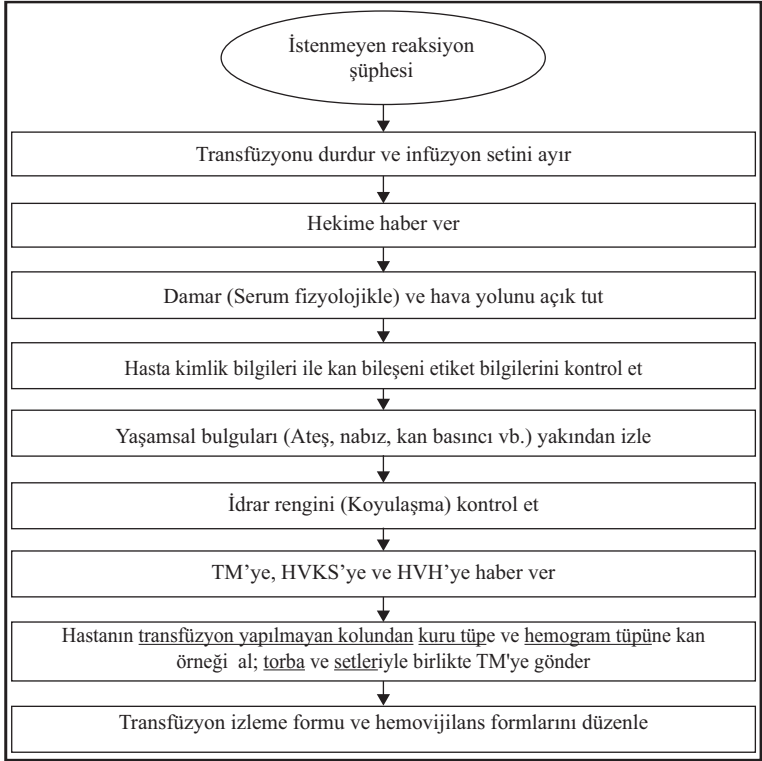 İstenmeyen reaksiyon
şüphesi
Transfüzyonu durdur ve infüzyon setini ayır
Hekime haber ver
Damar (Serum fizyolojikle) ve hava yolunu açık tut
Hasta kimlik bilgileri ile kan bileşeni etiket bilgilerini kontrol et
Yaşamsal bulguları (Ateş, nabız, kan basıncı vb.) yakından izle
İdrar rengini (Koyulaşma) kontrol et
TM’ye, HVKS’ye ve HVH’ye haber ver
Hastanın transfüzyon yapılmayan kolundan kuru tüpe ve hemogram tüpüne kan
örneği al; torba ve setleriyle birlikte TM'ye gönder
Transfüzyon izleme formu ve hemovijilans formlarını düzenle